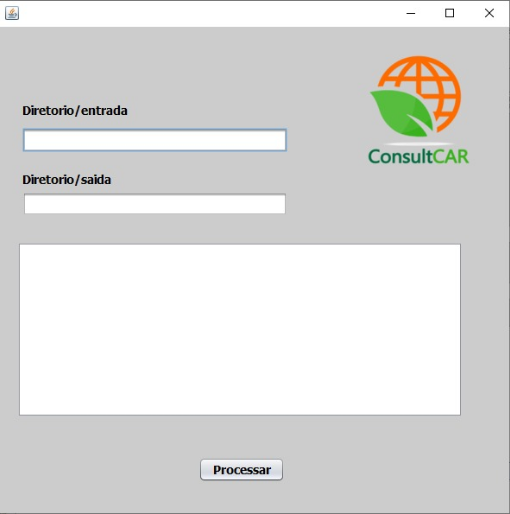 Diretorio/entrada
ConsultCAR
Diretorio/saida
Processar